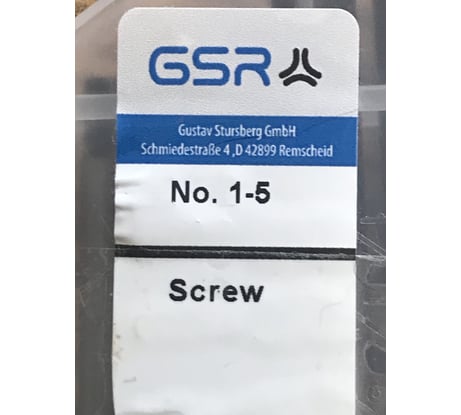 GSR
Gustav Stursberg GmbH
Schmiedestraße 4 ,D 42899 Remscheid
No. 1-5
Screw